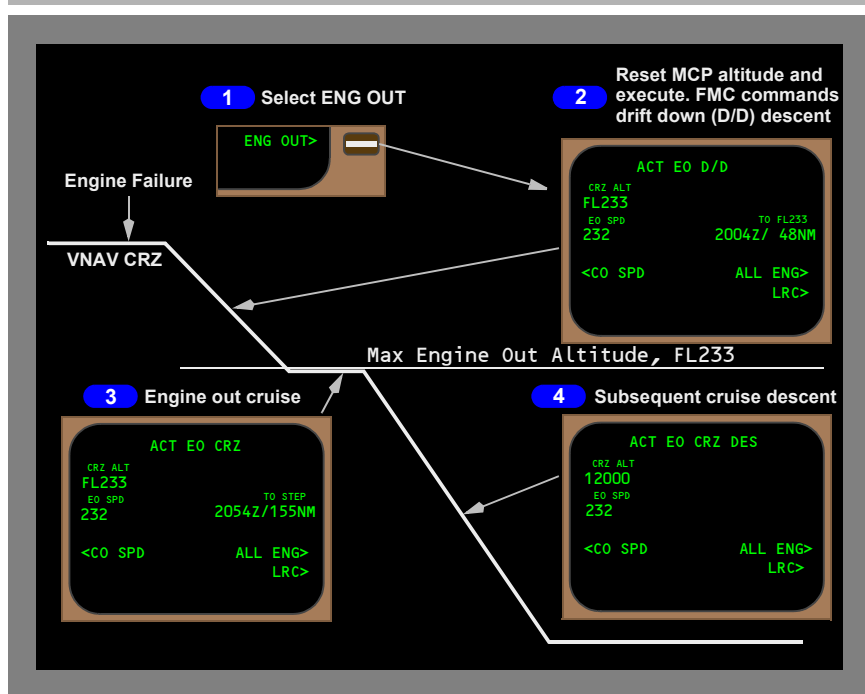 1 Select ENG OUT
ENG OUT>
2 Reset MCP altitude and
execute. FMC commands
drift down (D/D) descent
ACT EO D/D
CRZ ALT
FL233
EO SPD TO FL233
232 2004Z/ 48NM
<CO SPD ALL ENG>
LRC>
Engine Failure
VNAV CRZ
Max Engine Out Altitude, FL233
3 Engine out cruise
ACT EO CRZ
CRZ ALT
FL233
EO SPD TO STEP
232 2054Z/155NM
<CO SPD ALL ENG>
LRC>
4 Subsequent cruise descent
ACT EO CRZ DES
CRZ ALT
12000
EO SPD
232
<CO SPD ALL ENG>
LRC>